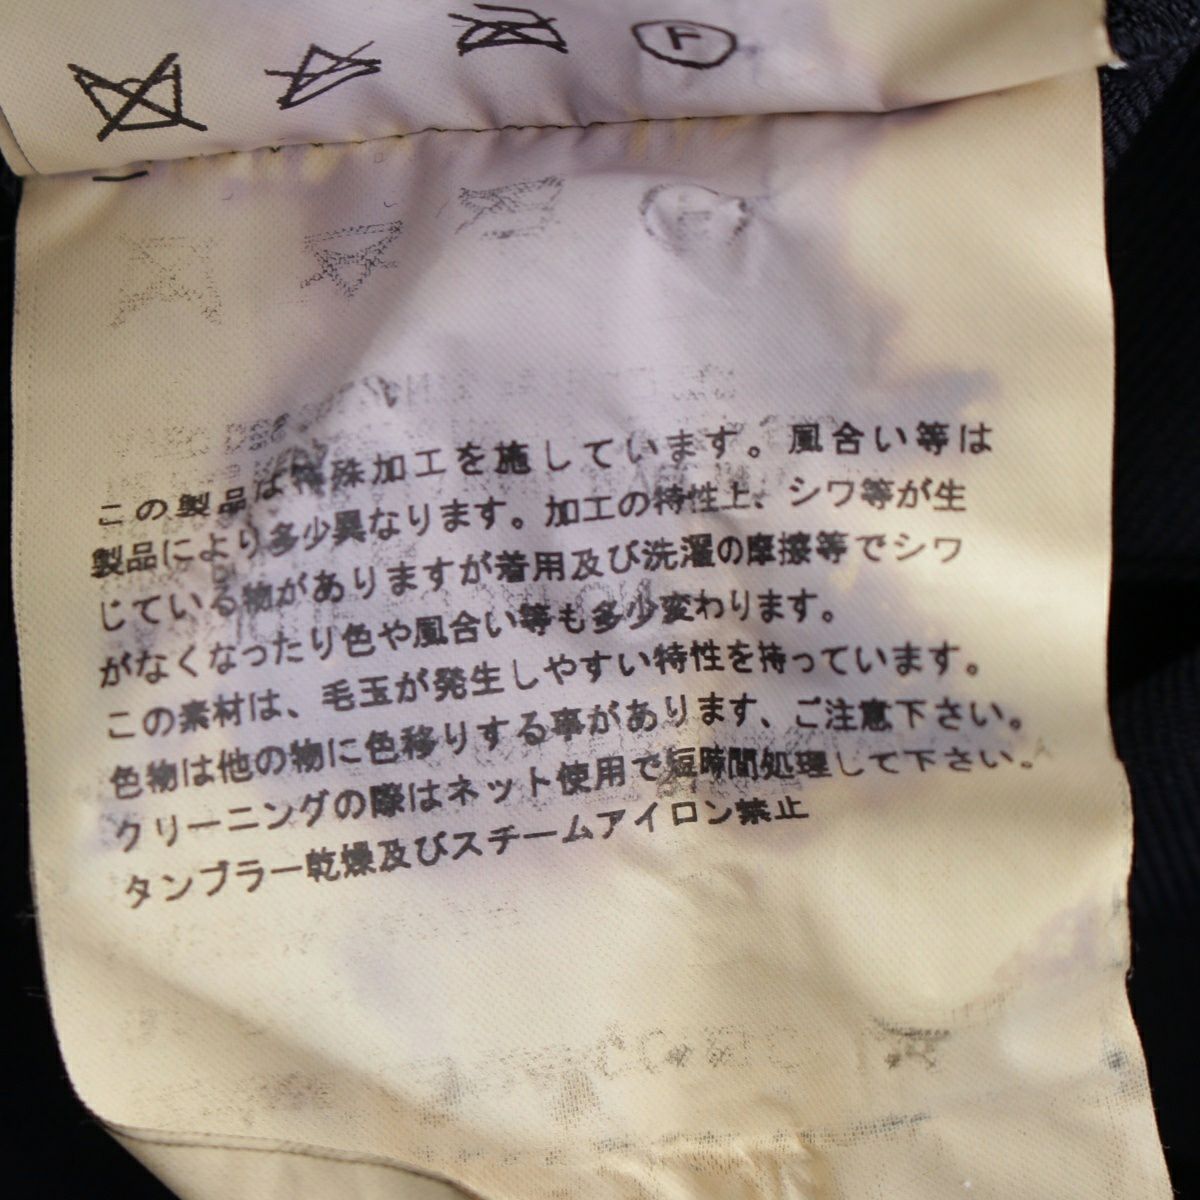 F
この製品は特殊加工を施しています。風合い等は
製品により多少異なります。加工の特性上、シワ等が生
じている物がありますが着用及び洗濯の摩擦等でシワ
がなくなったり色や風合い等も多少変わります。
この素材は、毛玉が発生しやすい特性を持っています。
色物は他の物に色移りする事があります、ご注意下さい。
クリーニングの際はネット使用で短時間処理して下さい。
タンブラー乾燥及びスチームアイロン禁止